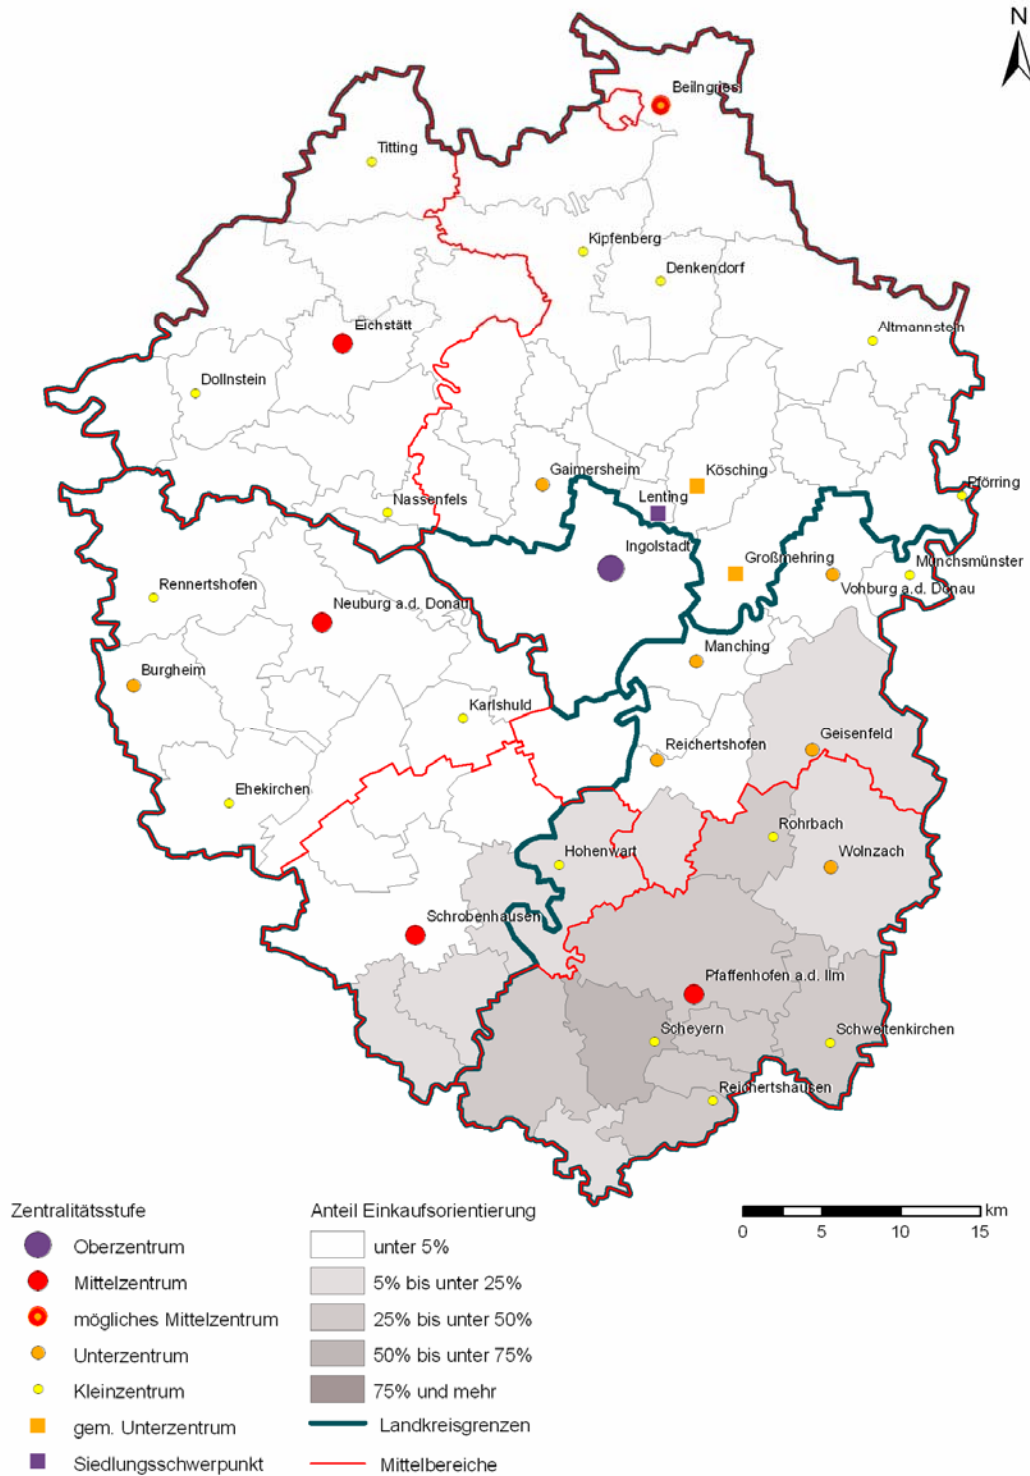 N
Beilngries
Titting
Kipfenberg
Denkendorf
Eichstätt
Altmannstein
Dollnstein
Gaimersheim
Kösching
Nassenfels
Lenting
Pförring
Ingolstadt
Großmehring
Münchsmünster
Rennertshofen
Vohburg a.d. Donau
Neuburg a.d. Donau
Manching
Burgheim
Karlshuld
Geisenfeld
Reichertshofen
Ehekirchen
Rohrbach
Hohenwart
Wolnzach
Schrobenhausen
Pfaffenhofen a.d. Ilm
Scheyern
Schweitenkirchen
Reichertshausen
km
0 5 10 15
Zentralitätsstufe
Oberzentrum
Mittelzentrum
mögliches Mittelzentrum
Unterzentrum
Kleinzentrum
gem. Unterzentrum
Siedlungsschwerpunkt
Anteil Einkaufsorientierung
unter 5%
5% bis unter 25%
25% bis unter 50%
50% bis unter 75%
75% und mehr
Landkreisgrenzen
Mittelbereiche